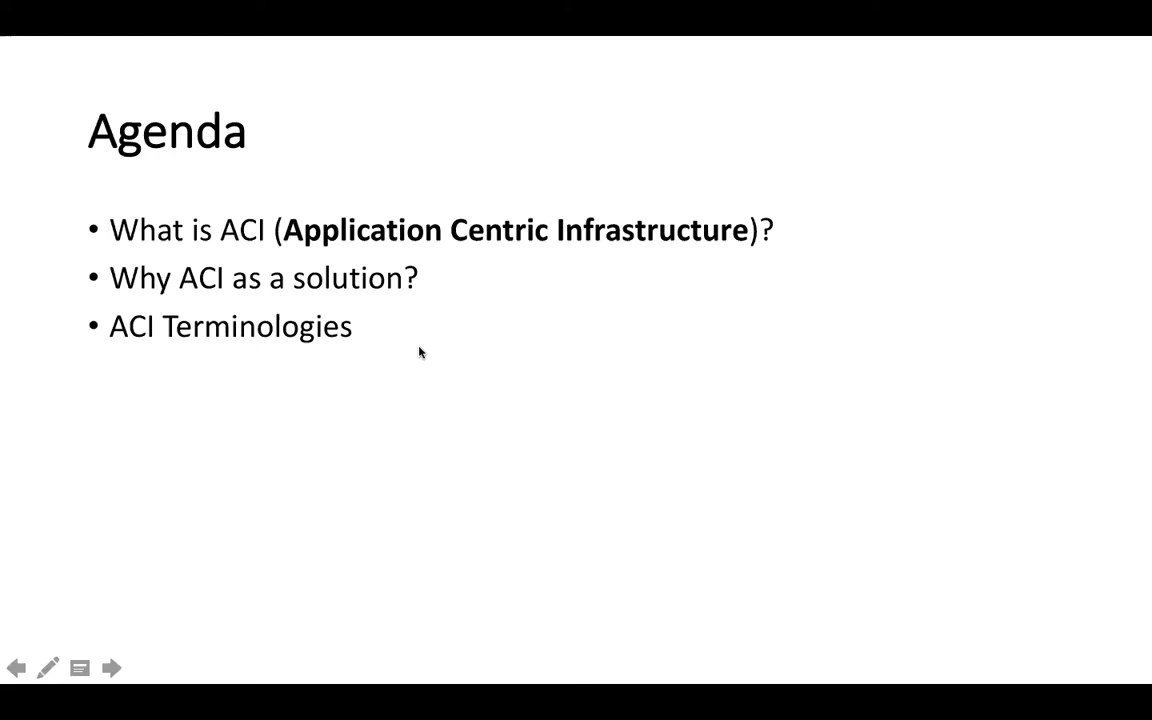 Agenda
• What is ACI (Application Centric Infrastructure)?
• Why ACI as a solution?
• ACI Terminologies